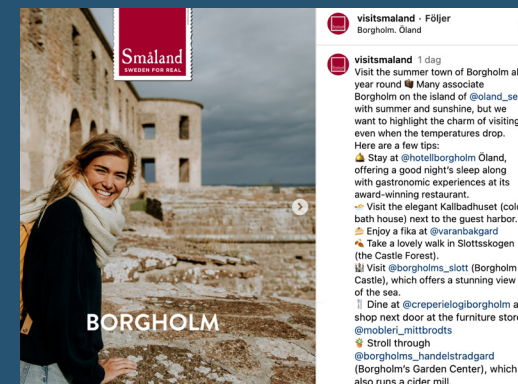 Småland
SWEDEN FOR REAL
BORGHOLM
visitsmaland · Följer
Borgholm. Öland
visitsmaland 1 dag
Visit the summer town of Borgholm al
year round Many associate
Borgholm on the island of @oland_se
with summer and sunshine, but we
want to highlight the charm of visiting
even when the temperatures drop.
Here are a few tips:
🛎 Stay at @hotellborgholm Öland,
offering a good night's sleep along
with gastronomic experiences at its
award-winning restaurant.
Visit the elegant Kallbadhuset (col
bath house) next to the guest harbor.
Enjoy a fika at @varanbakgard
Take a lovely walk in Slottsskogen
(the Castle Forest).
Visit @borgholms_slott (Borgholm
Castle), which offers a stunning view
of the sea.
🍴 Dine at @creperielogiborgholm a
shop next door at the furniture store
@mobleri_mittbrodts
Stroll through
@borgholms_handelstradgard
(Borgholm's Garden Center), which
also runs a cider mill.